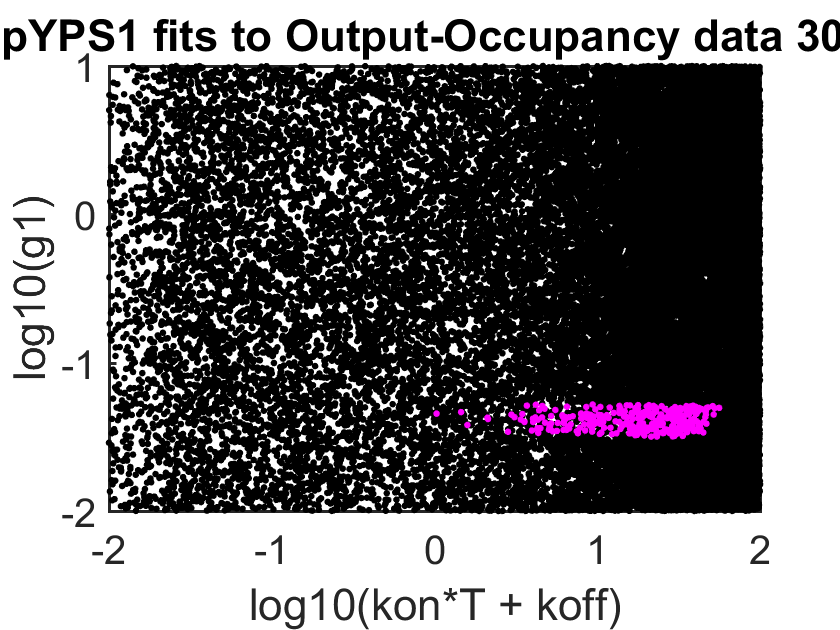 pYPS1 fits to Output-Occupancy data 30
1
0
-1
-2
log10(g1)
-2 -1 0 1 2
log10(kon*T + koff)